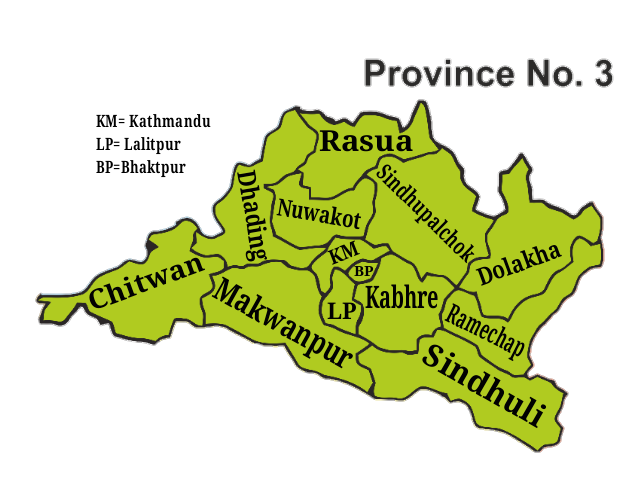 Province No. 3
KM= Kathmandu
LP= Lalitpur
BP=Bhaktpur
Rasua
Sindhupalchok
Dhading
Nuwakot
Dolakha
KM
BP
Chitwan
Kabhre
LP
Makwanpur
Ramechap
Sindhuli